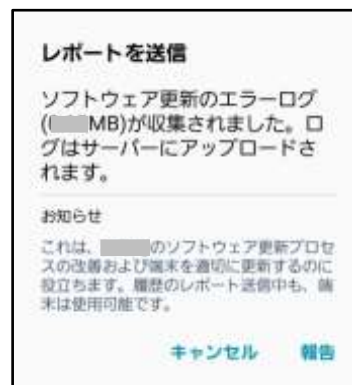 レポートを送信
ソフトウェア更新のエラーログ
( MB)が収集されました。ロ
グはサーバーにアップロードさ
れます。
お知らせ
これは、 のソフトウェア更新プロセ
スの改善および端末を適切に更新するのに
役立ちます。履歴のレポート送信中も、端
末は使用可能です。
キャンセル 報告